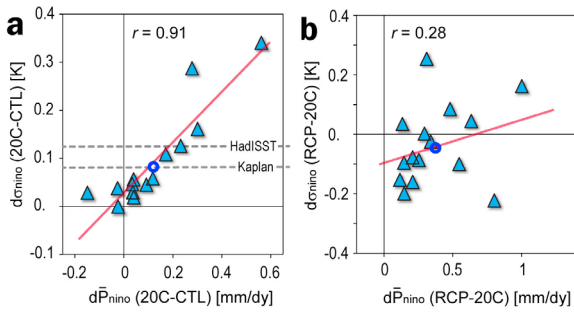 a
r = 0.91
dσnino (20C-CTL) [K]
0.4
0.3
0.2
0.1
0.
-0.1
HadISST
Kaplan
-0.2
0
0.2
0.4
0.6
dP̄nino (20C-CTL) [mm/dy]
b
r = 0.28
dσnino (RCP-20C) [K]
0.4
0.2
0.
-0.2
-0.4
0
0.5
1
dP̄nino (RCP-20C) [mm/dy]